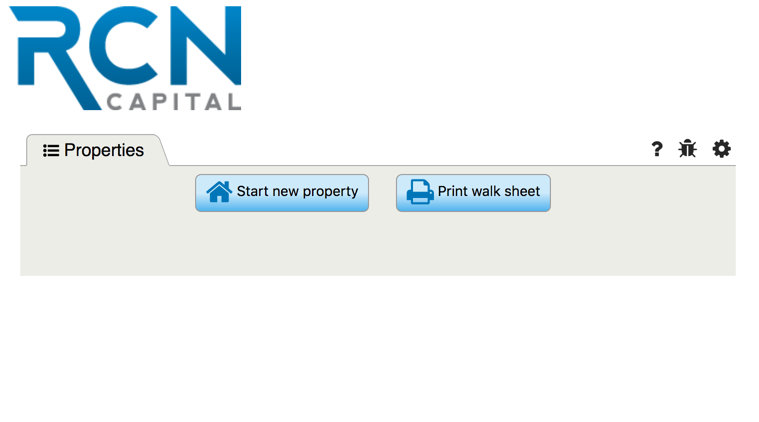 RCN
CAPITAL
Properties
?
Start new property
Print walk sheet